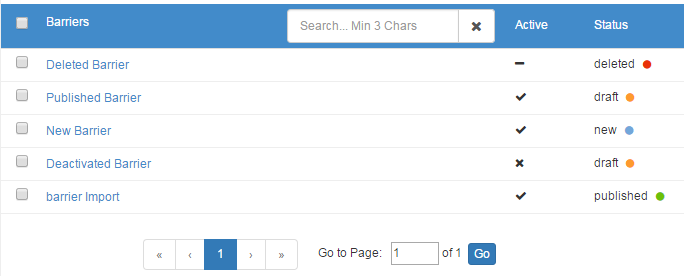 Barriers Search... Min 3 Chars Active Status
Deleted Barrier deleted
Published Barrier draft
New Barrier new
Deactivated Barrier draft
barrier Import published
« ‹ 1 › » Go to Page: 1 of 1 Go